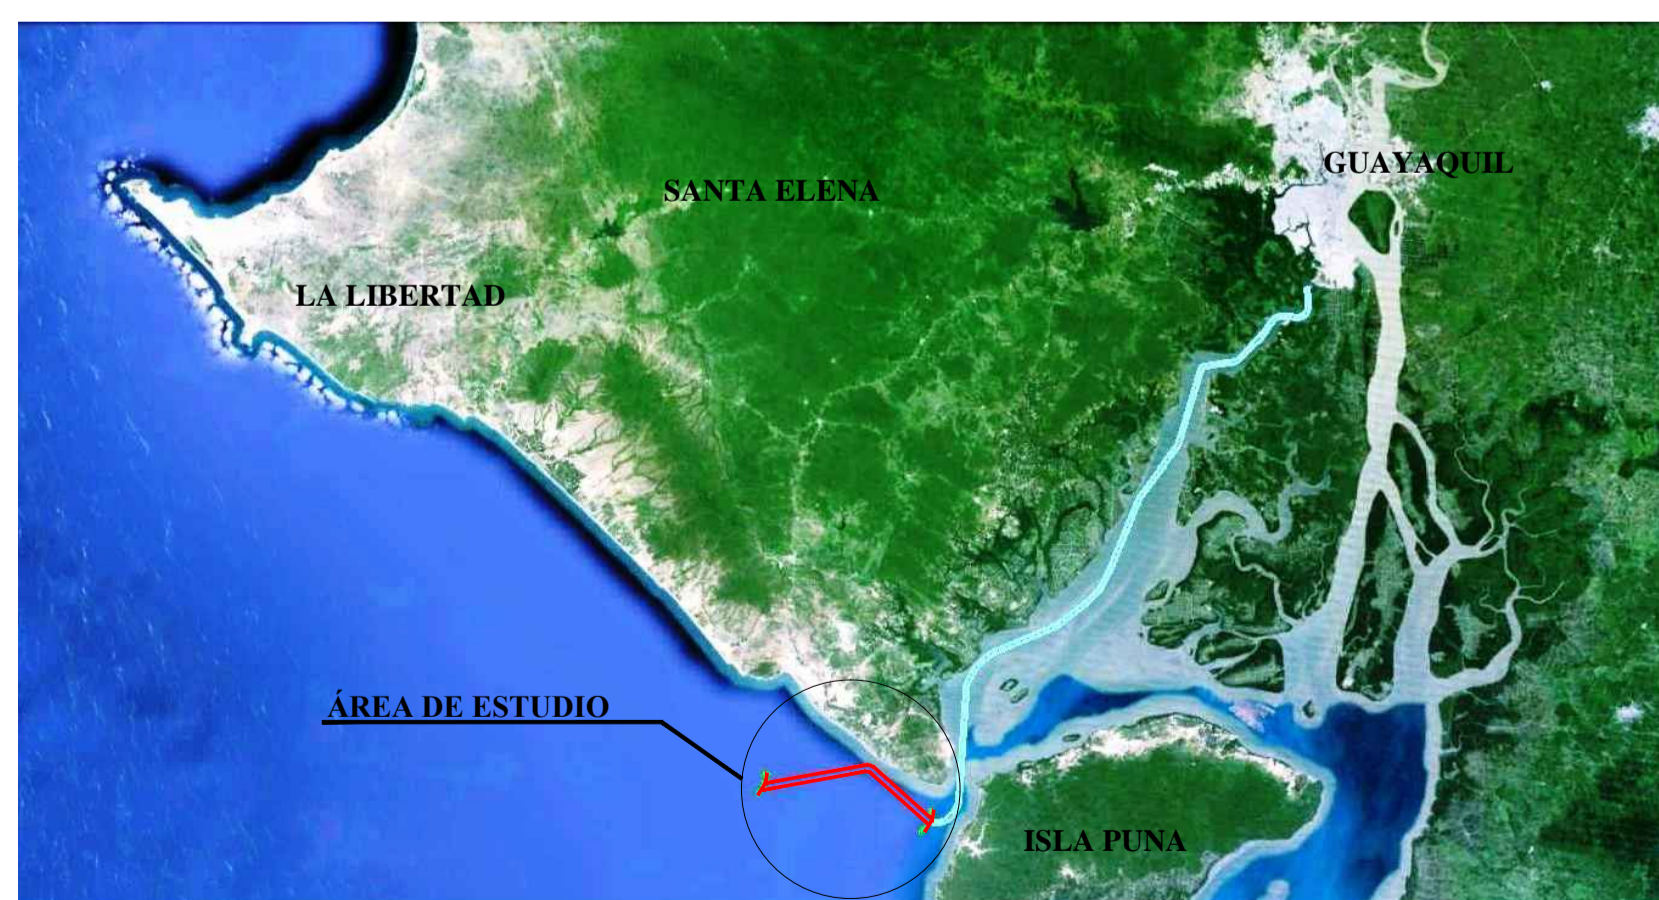 GUAYAQUIL
SANTA ELENA
LA LIBERTAD
ÁREA DE ESTUDIO
ISLA PUNA